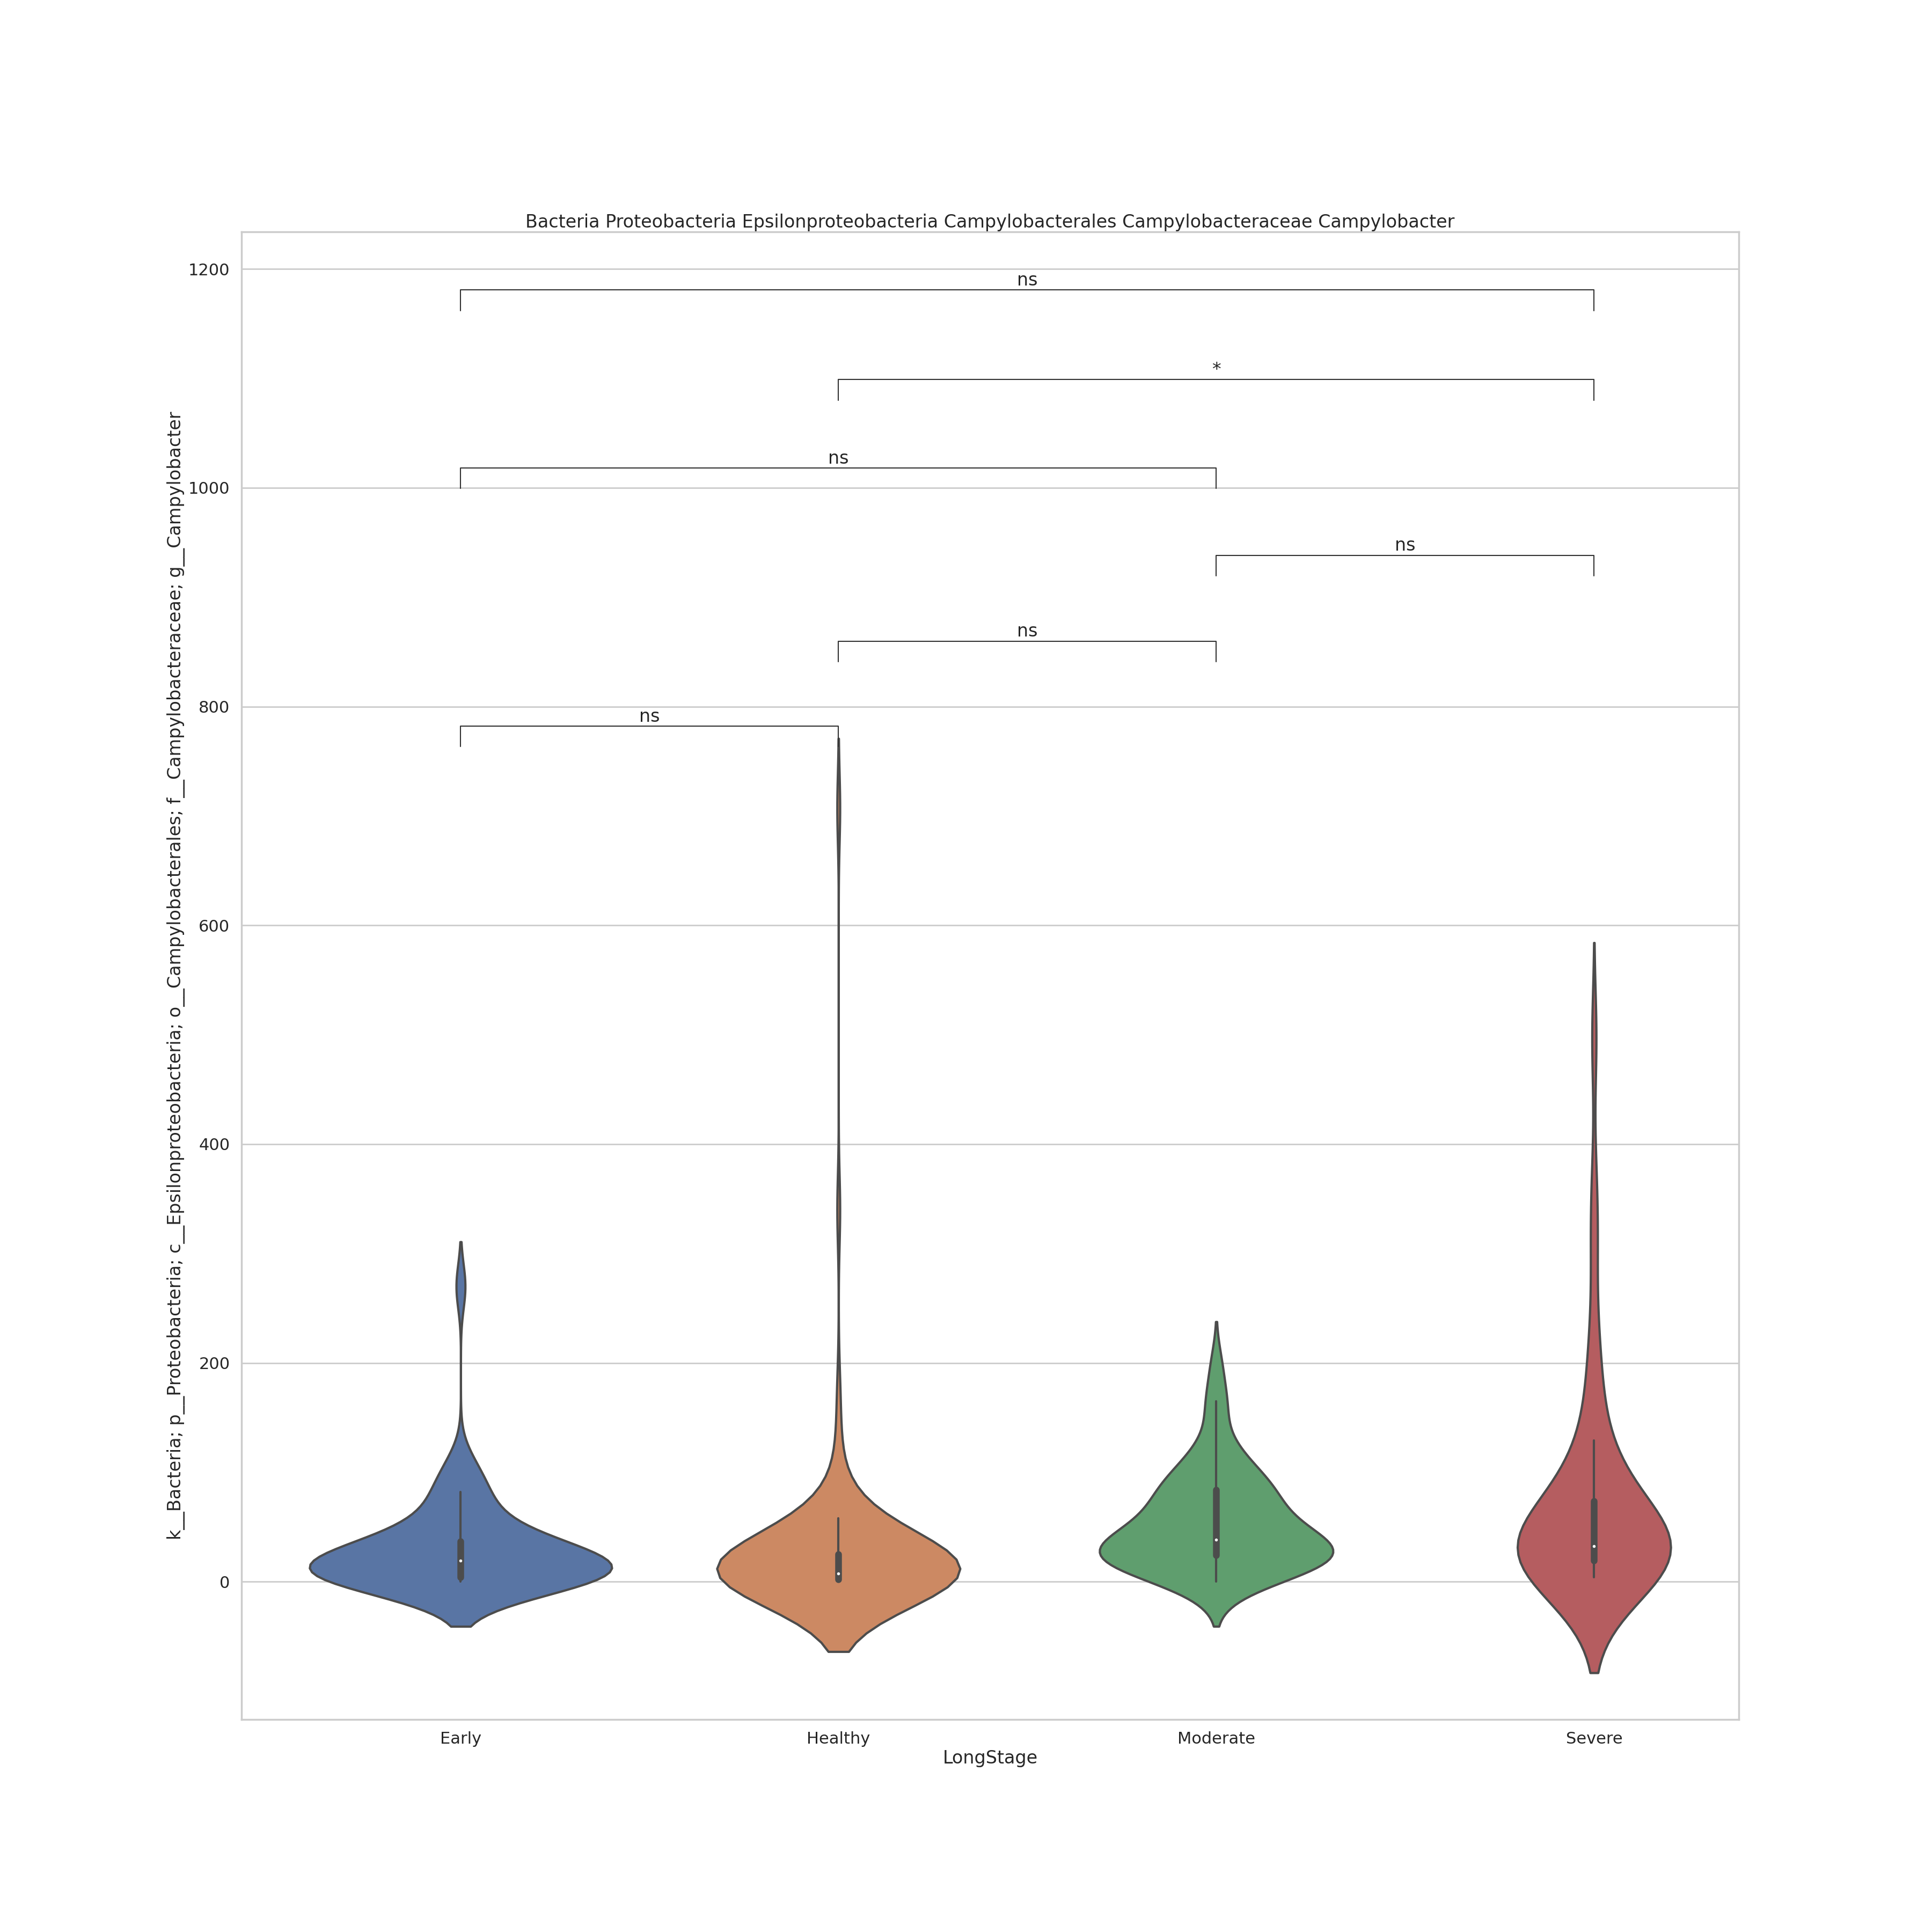 Bacteria Proteobacteria Epsilonproteobacteria Campylobacterales Campylobacteraceae Campylobacter
k__Bacteria; p__Proteobacteria; c__Epsilonproteobacteria; o__Campylobacterales; f__Campylobacteraceae; g__Campylobacter
1200
1000
800
600
400
200
0
ns
*
ns
ns
ns
ns
Early
Healthy
Moderate
Severe
LongStage